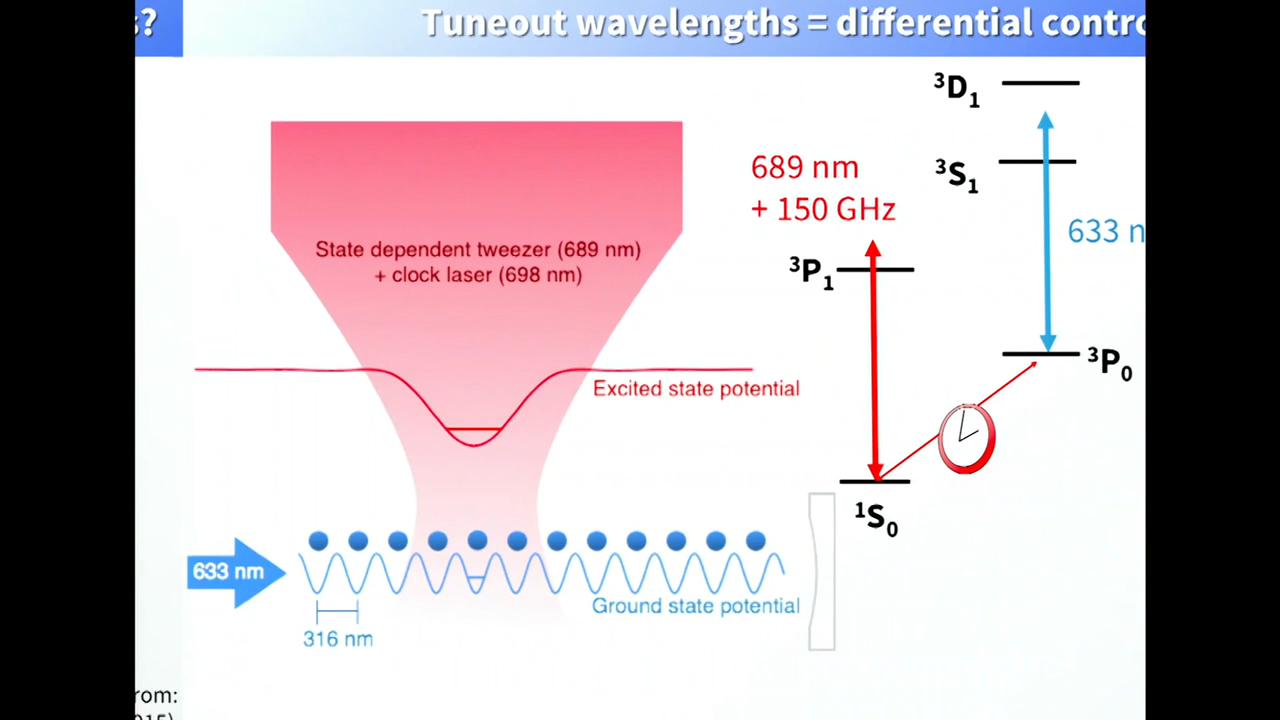 s?
Tuneout wavelengths = differential contro
State dependent tweezer (689 nm)
+ clock laser (698 nm)
Excited state potential
633 nm
Ground state potential
316 nm
689 nm
+ 150 GHz
³D₁
³S₁
633 n
³P₁
³P₀
¹S₀
rom:
015)